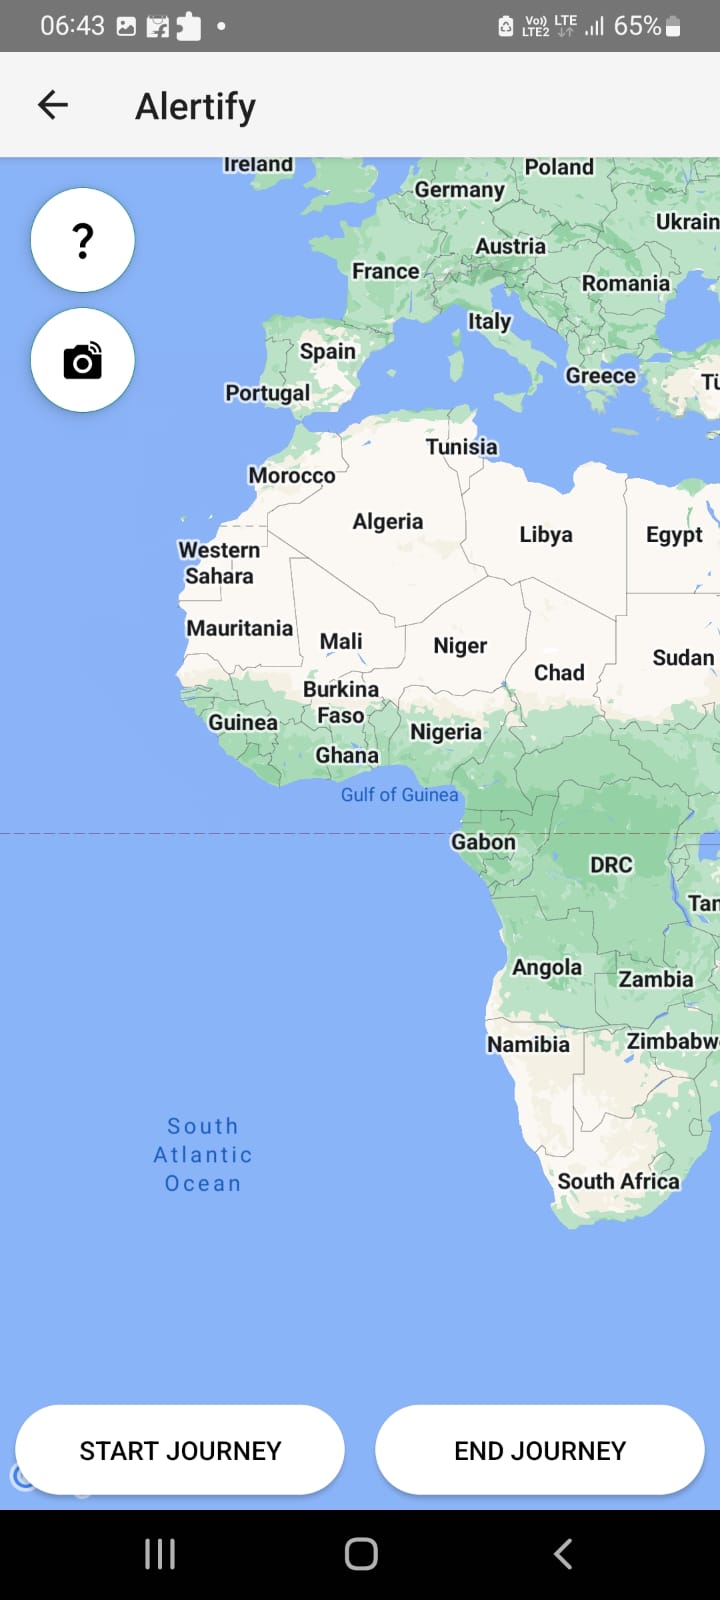 06:43
Vo)) LTE
LTE2
65%
Alertify
Ireland
Poland
Germany
Ukrain
Austria
France
Romania
Italy
Spain
Greece
Tü
Portugal
Tunisia
Morocco
Algeria
Libya
Egypt
Western
Sahara
Mauritania
Mali
Niger
Sudan
Chad
Burkina
Faso
Guinea
Nigeria
Ghana
Gulf of Guinea
Gabon
DRC
Tan
Angola
Zambia
Namibia
Zimbabw
South
Atlantic
Ocean
South Africa
START JOURNEY
END JOURNEY